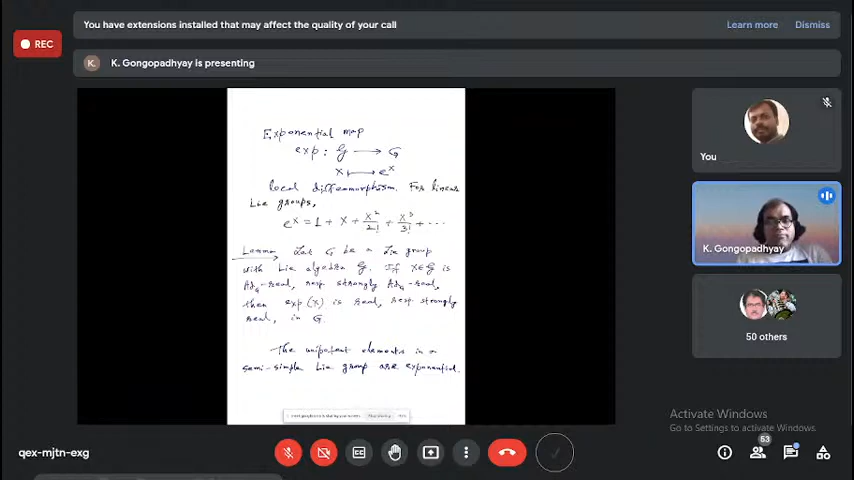 You have extensions installed that may affect the quality of your call
Learn more
Dismiss
REC
K.
K. Gongopadhyay is presenting
Exponential map
exp : 𝔤 ⟶ G
X ⟼ e^X
local diffeomorphism. For linear
Lie groups,
e^X = 1 + X + X²/2! + X³/3! + ...
Lemma Let G be a Lie group
with Lie algebra 𝔤. If X ∈ 𝔤 is
Ad_G-real, resp strongly Ad_G-real,
then exp(X) is real, resp. strongly
real, in G.
The unipotent elements in a
semi-simple Lie group are exponential.
You
K. Gongopadhyay
50 others
Activate Windows
Go to Settings to activate Windows.
qex-mjtn-exg
53